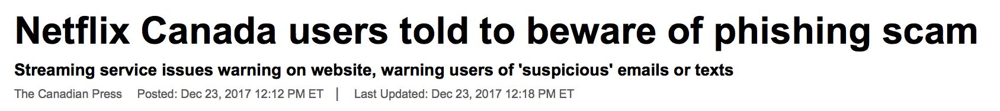 Netflix Canada users told to beware of phishing scam
Streaming service issues warning on website, warning users of 'suspicious' emails or texts
The Canadian Press Posted: Dec 23, 2017 12:12 PM ET | Last Updated: Dec 23, 2017 12:18 PM ET